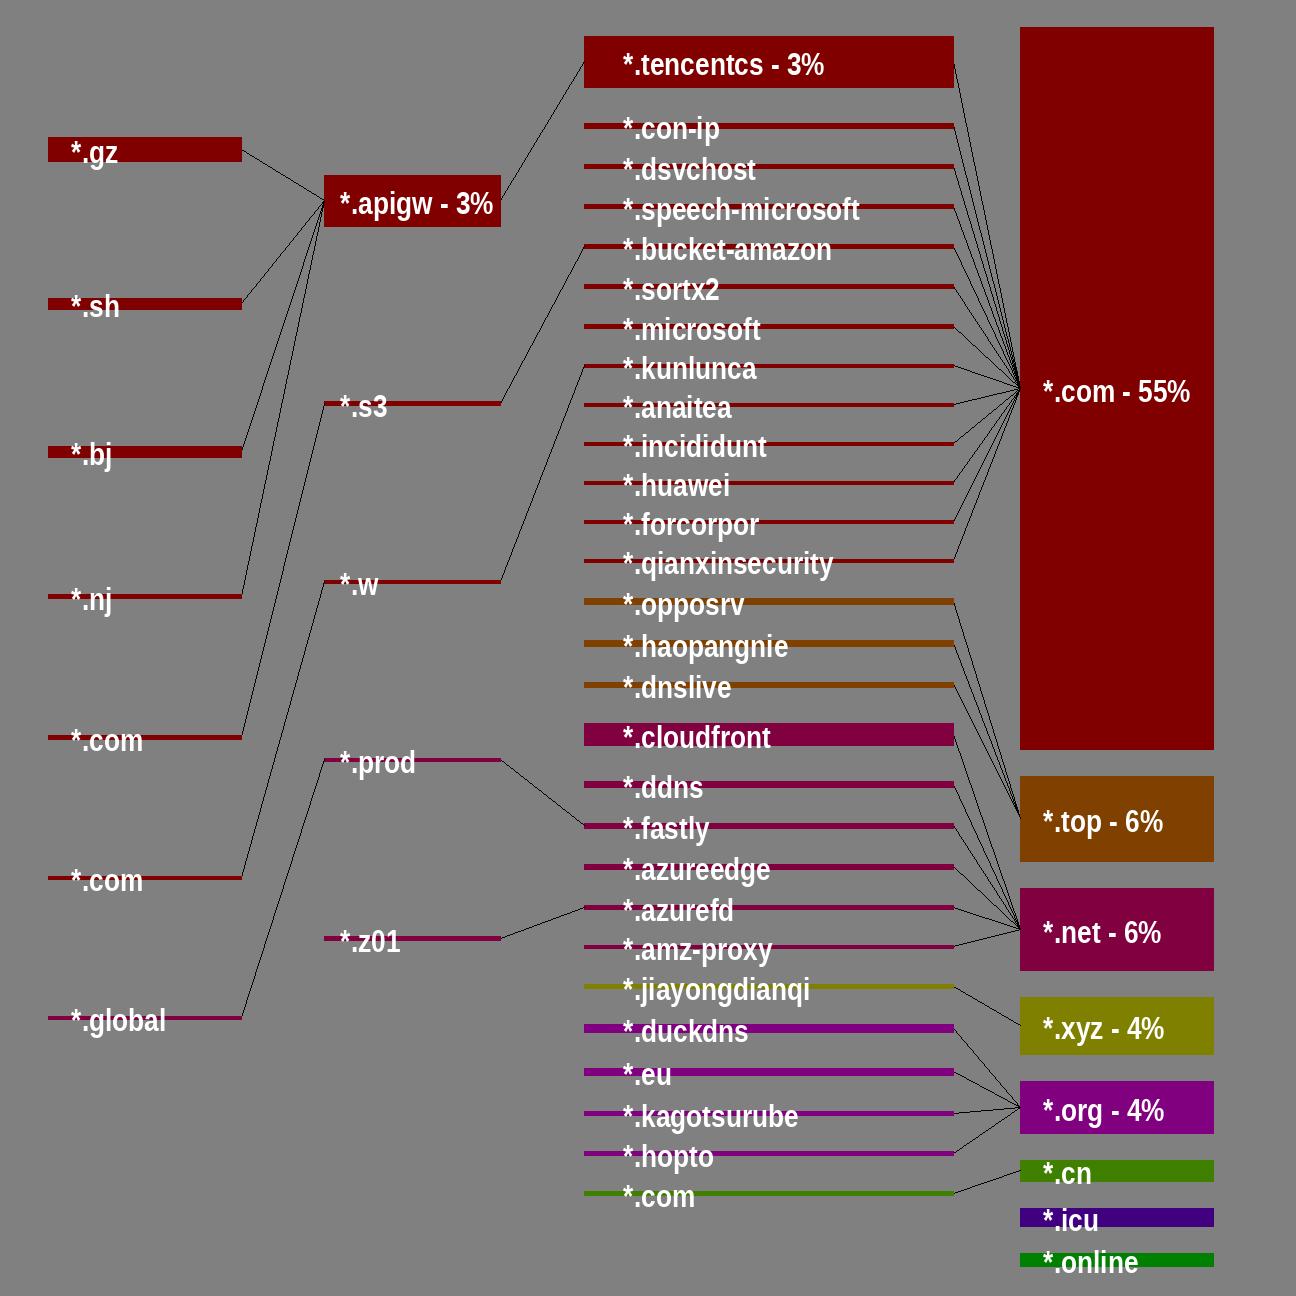 *.gz
*.sh
*.bj
*.nj
*.com
*.com
*.global
*.apigw - 3%
*.s3
*.w
*.prod
*.z01
*.tencentcs - 3%
*.con-ip
*.dsvchost
*.speech-microsoft
*.bucket-amazon
*.sortx2
*.microsoft
*.kunlunca
*.anaitea
*.incididunt
*.huawei
*.forcorpor
*.qianxinsecurity
*.opposrv
*.haopangnie
*.dnslive
*.cloudfront
*.ddns
*.fastly
*.azureedge
*.azurefd
*.amz-proxy
*.jiayongdianqi
*.duckdns
*.eu
*.kagotsurube
*.hopto
*.com
*.com - 55%
*.top - 6%
*.net - 6%
*.xyz - 4%
*.org - 4%
*.cn
*.icu
*.online